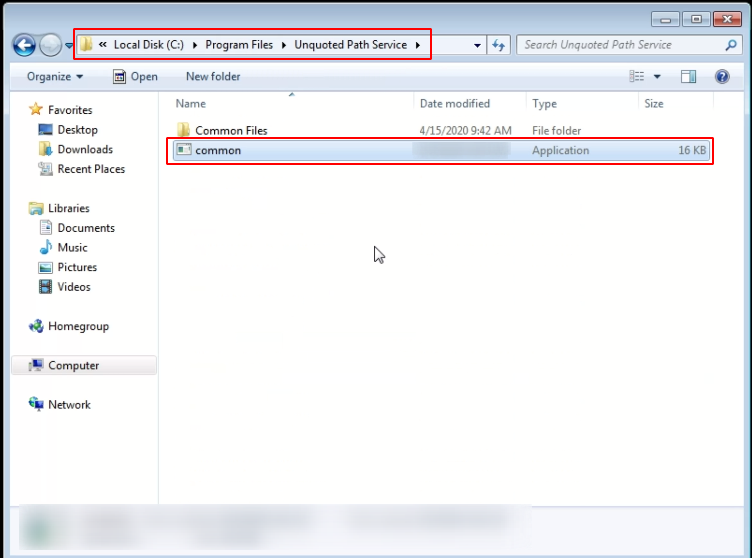 « Local Disk (C:) ▸ Program Files ▸ Unquoted Path Service ▸ Search Unquoted Path Service
Organize Open New folder
Name Date modified Type Size
Common Files 4/15/2020 9:42 AM File folder
common Application 16 KB
Favorites
Desktop
Downloads
Recent Places
Libraries
Documents
Music
Pictures
Videos
Homegroup
Computer
Network